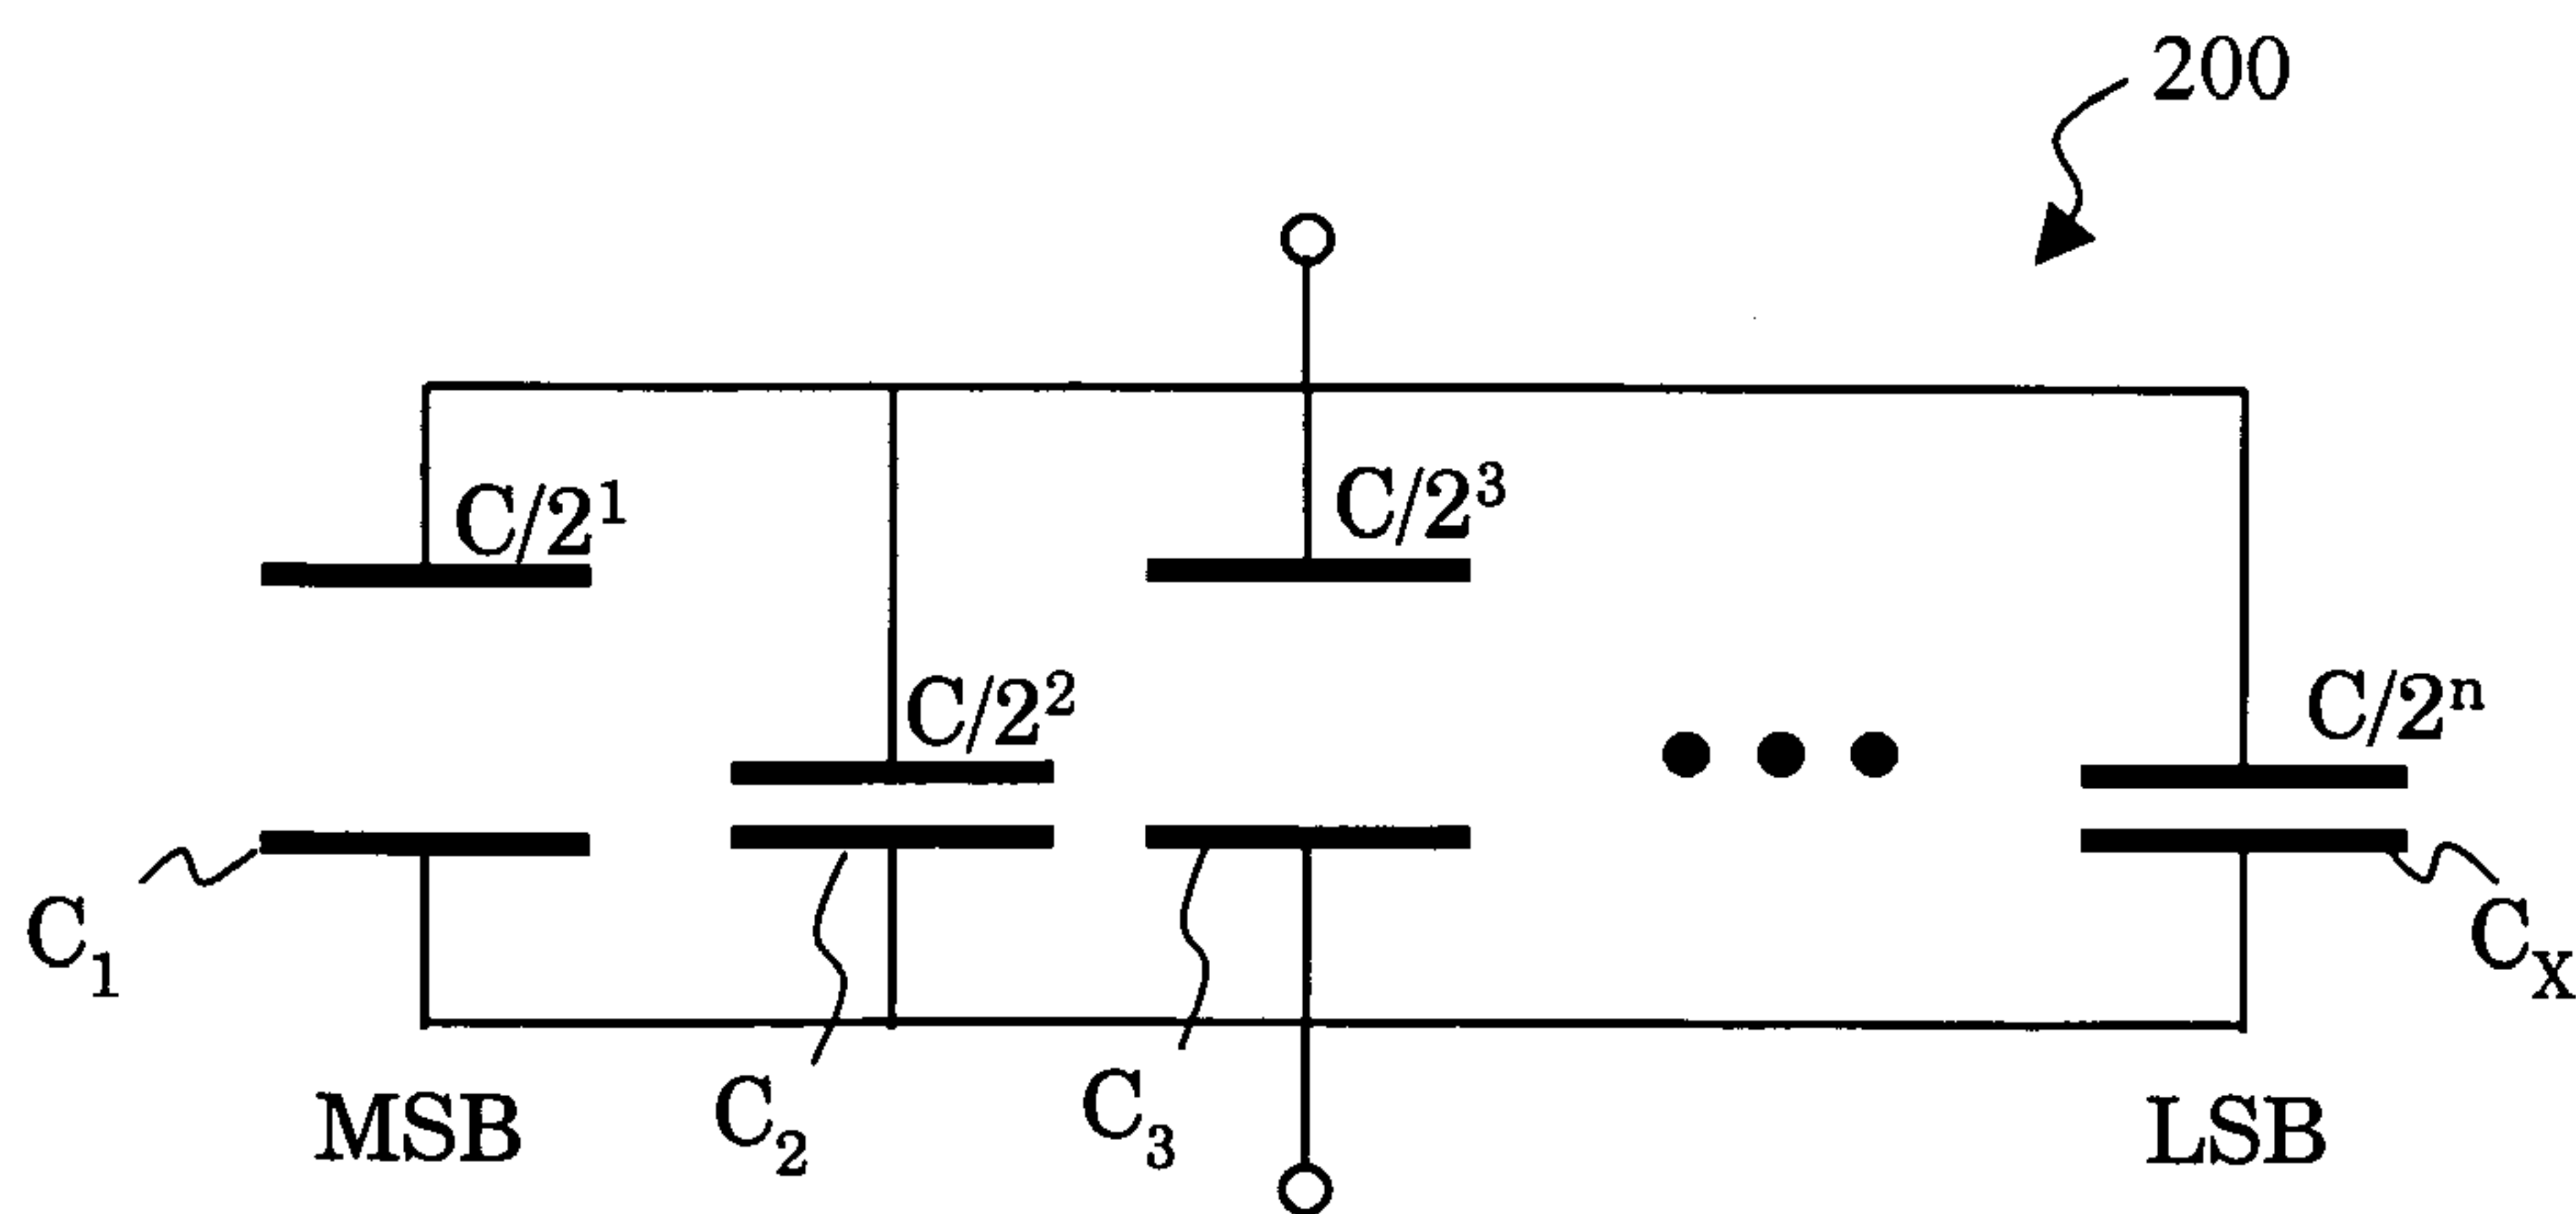 200
C/2¹
C/2³
C/2²
C/2ⁿ
C₁
Cₓ
C₂
C₃
MSB
LSB